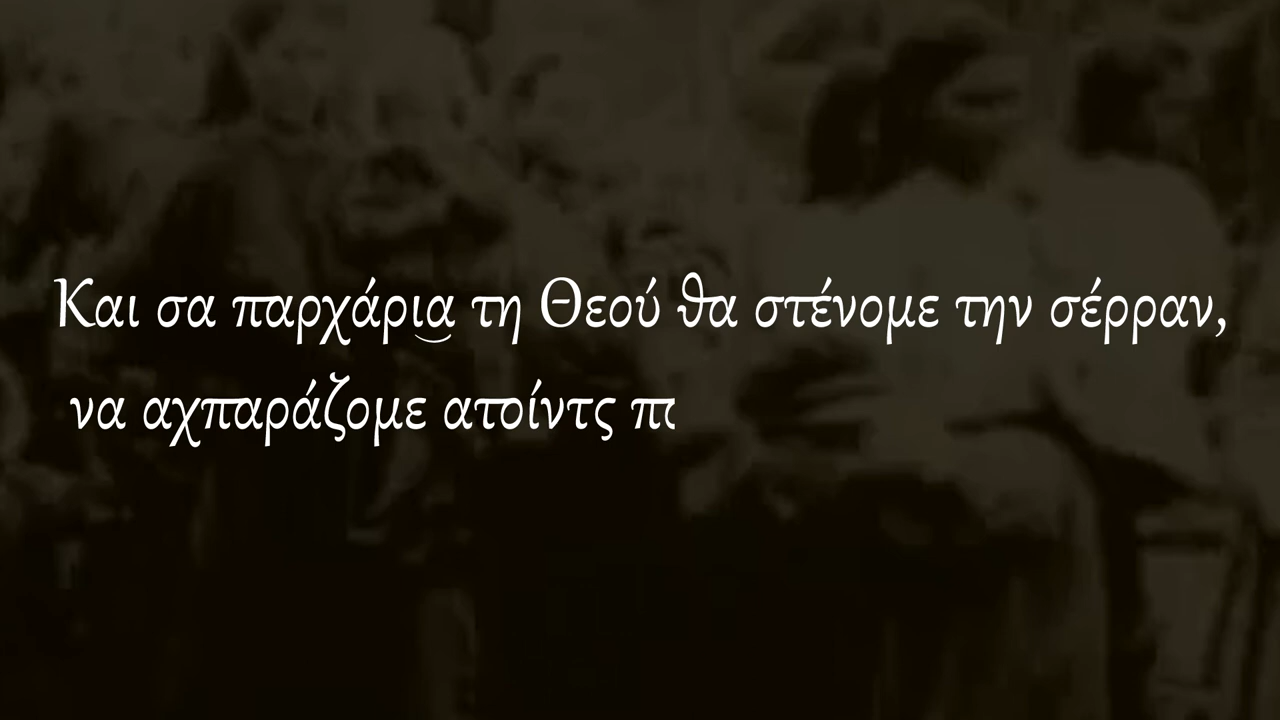 Και σα παρχάρια̮ τη Θεού θα στένομε την σέρραν,
να αχπαράζομε ατοίντς